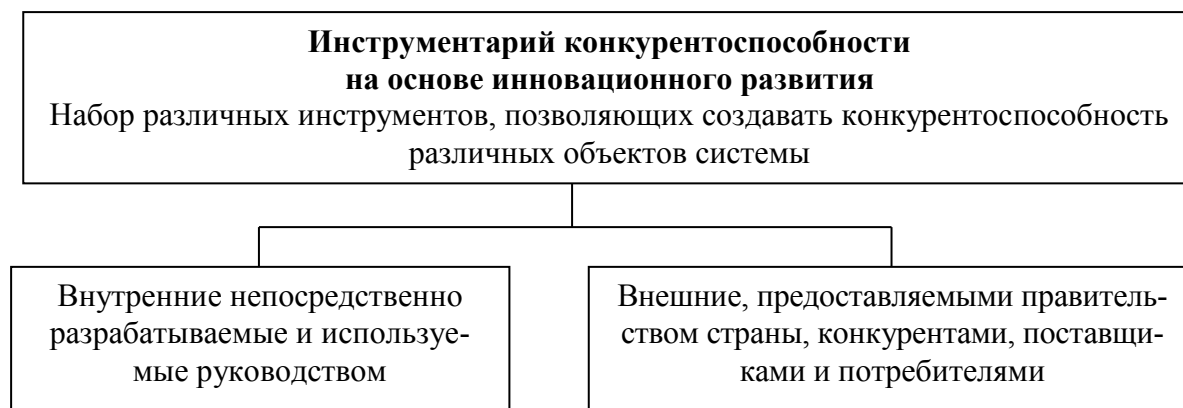 Инструментарий конкурентоспособности
на основе инновационного развития
Набор различных инструментов, позволяющих создавать конкурентоспособность
различных объектов системы
Внутренние непосредственно
разрабатываемые и используе-
мые руководством
Внешние, предоставляемыми правитель-
ством страны, конкурентами, поставщи-
ками и потребителями